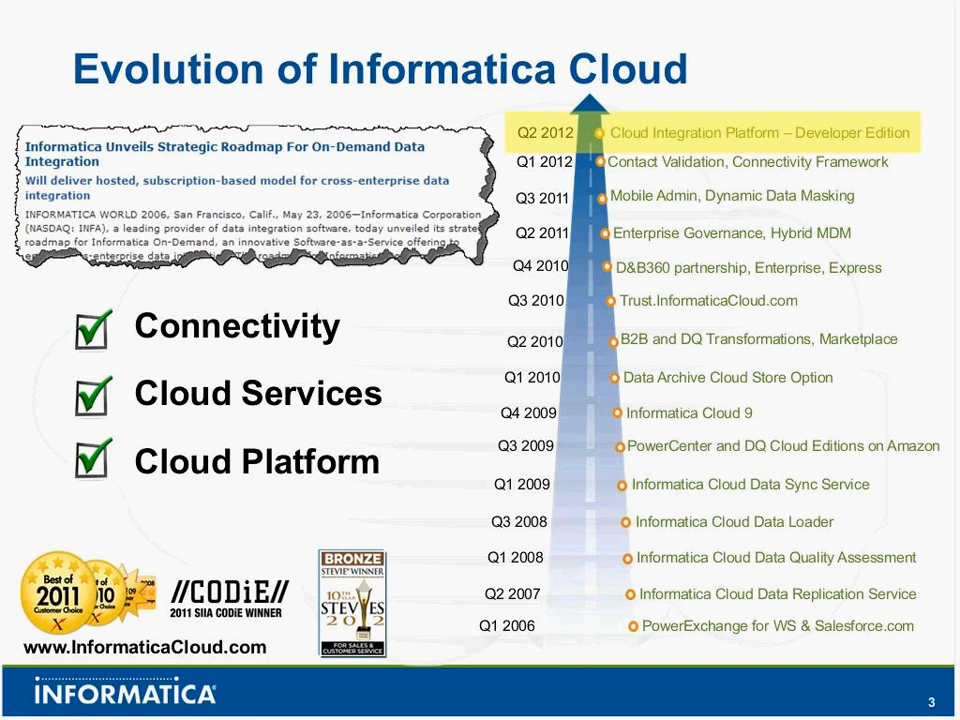 Evolution of Informatica Cloud
Informatica Unveils Strategic Roadmap For On-Demand Data
Integration
Will deliver hosted, subscription-based model for cross-enterprise data
integration
INFORMATICA WORLD 2006, San Francisco, Calif., May 23, 2006—Informatica Corporation
(NASDAQ: INFA), a leading provider of data integration software, today unveiled its
roadmap for Informatica On-Demand, an innovative Software-as-a-Service offering to
Connectivity
Cloud Services
Cloud Platform
Q2 2012 Cloud Integration Platform – Developer Edition
Q1 2012 Contact Validation, Connectivity Framework
Q3 2011 Mobile Admin, Dynamic Data Masking
Q2 2011 Enterprise Governance, Hybrid MDM
Q4 2010 D&B360 partnership, Enterprise, Express
Q3 2010 Trust.InformaticaCloud.com
Q2 2010 B2B and DQ Transformations, Marketplace
Q1 2010 Data Archive Cloud Store Option
Q4 2009 Informatica Cloud 9
Q3 2009 PowerCenter and DQ Cloud Editions on Amazon
Q1 2009 Informatica Cloud Data Sync Service
Q3 2008 Informatica Cloud Data Loader
Q1 2008 Informatica Cloud Data Quality Assessment
Q2 2007 Informatica Cloud Data Replication Service
Q1 2006 PowerExchange for WS & Salesforce.com
Best of
2011
Customer Choice
//CODiE//
2011 SIIA CODIE WINNER
BRONZE
STEVIE® WINNER
STEVIES
2012
FOR SALES &
CUSTOMER SERVICE
www.InformaticaCloud.com
INFORMATICA®
3